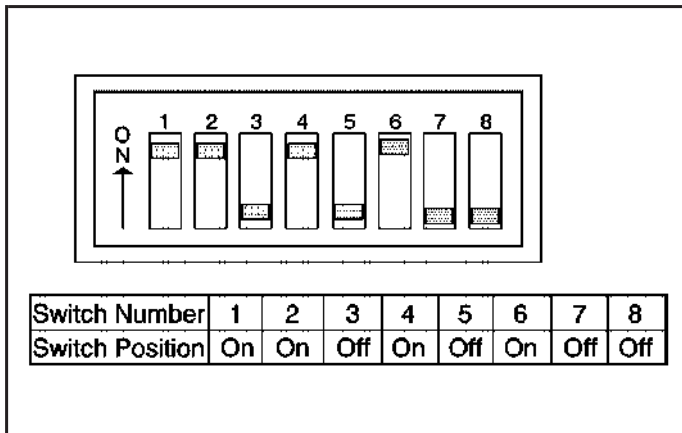 ON
1 2 3 4 5 6 7 8
Switch Number 1 2 3 4 5 6 7 8
Switch Position On On Off On Off On Off Off